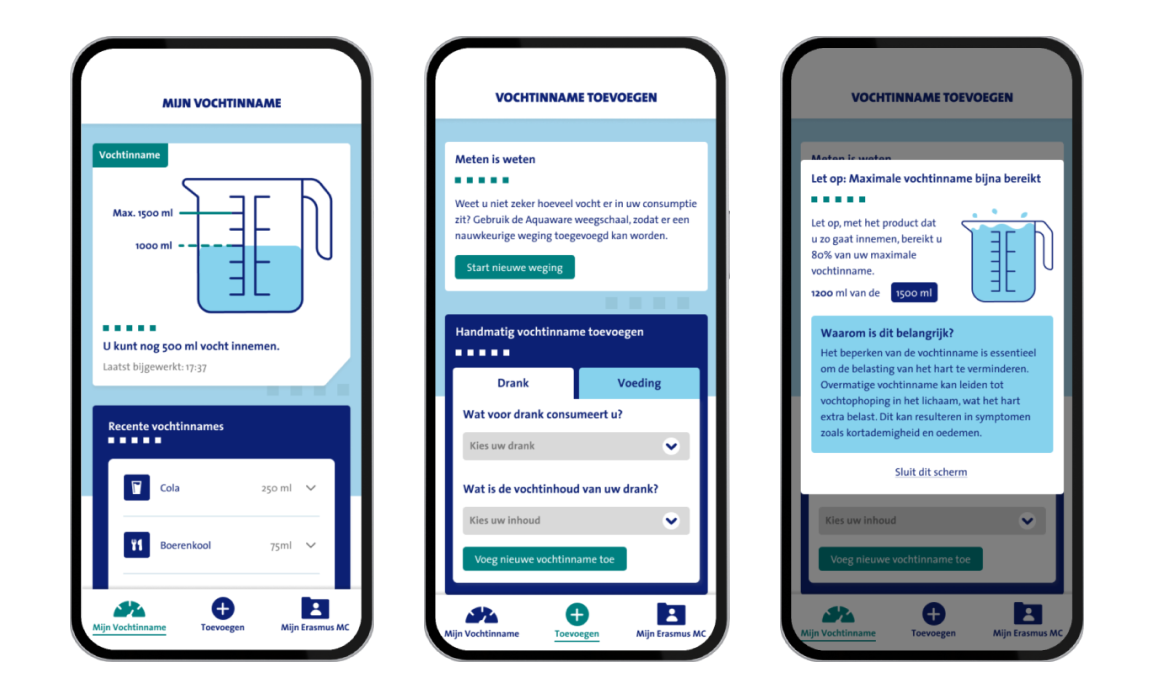 MIJN VOCHTINNAME
Vochtinname
Max. 1500 ml
1000 ml
U kunt nog 500 ml vocht innemen.
Laatst bijgewerkt: 17:37
Recente vochtinnames
Cola 250 ml
Boerenkool 75ml
Mijn Vochtinname Toevoegen Mijn Erasmus MC
VOCHTINNAME TOEVOEGEN
Meten is weten
Weet u niet zeker hoeveel vocht er in uw consumptie
zit? Gebruik de Aquaware weegschaal, zodat er een
nauwkeurige weging toegevoegd kan worden.
Start nieuwe weging
Handmatig vochtinname toevoegen
Drank Voeding
Wat voor drank consumeert u?
Kies uw drank
Wat is de vochtinhoud van uw drank?
Kies uw inhoud
Voeg nieuwe vochtinname toe
Mijn Vochtinname Toevoegen Mijn Erasmus MC
VOCHTINNAME TOEVOEGEN
Meten is weten
Let op: Maximale vochtinname bijna bereikt
Let op, met het product dat
u zo gaat innemen, bereikt u
80% van uw maximale
vochtinname.
1200 ml van de 1500 ml
Waarom is dit belangrijk?
Het beperken van de vochtinname is essentieel
om de belasting van het hart te verminderen.
Overmatige vochtinname kan leiden tot
vochtophoping in het lichaam, wat het hart
extra belast. Dit kan resulteren in symptomen
zoals kortademigheid en oedemen.
Sluit dit scherm
Kies uw inhoud
Voeg nieuwe vochtinname toe
Mijn Vochtinname Toevoegen Mijn Erasmus MC